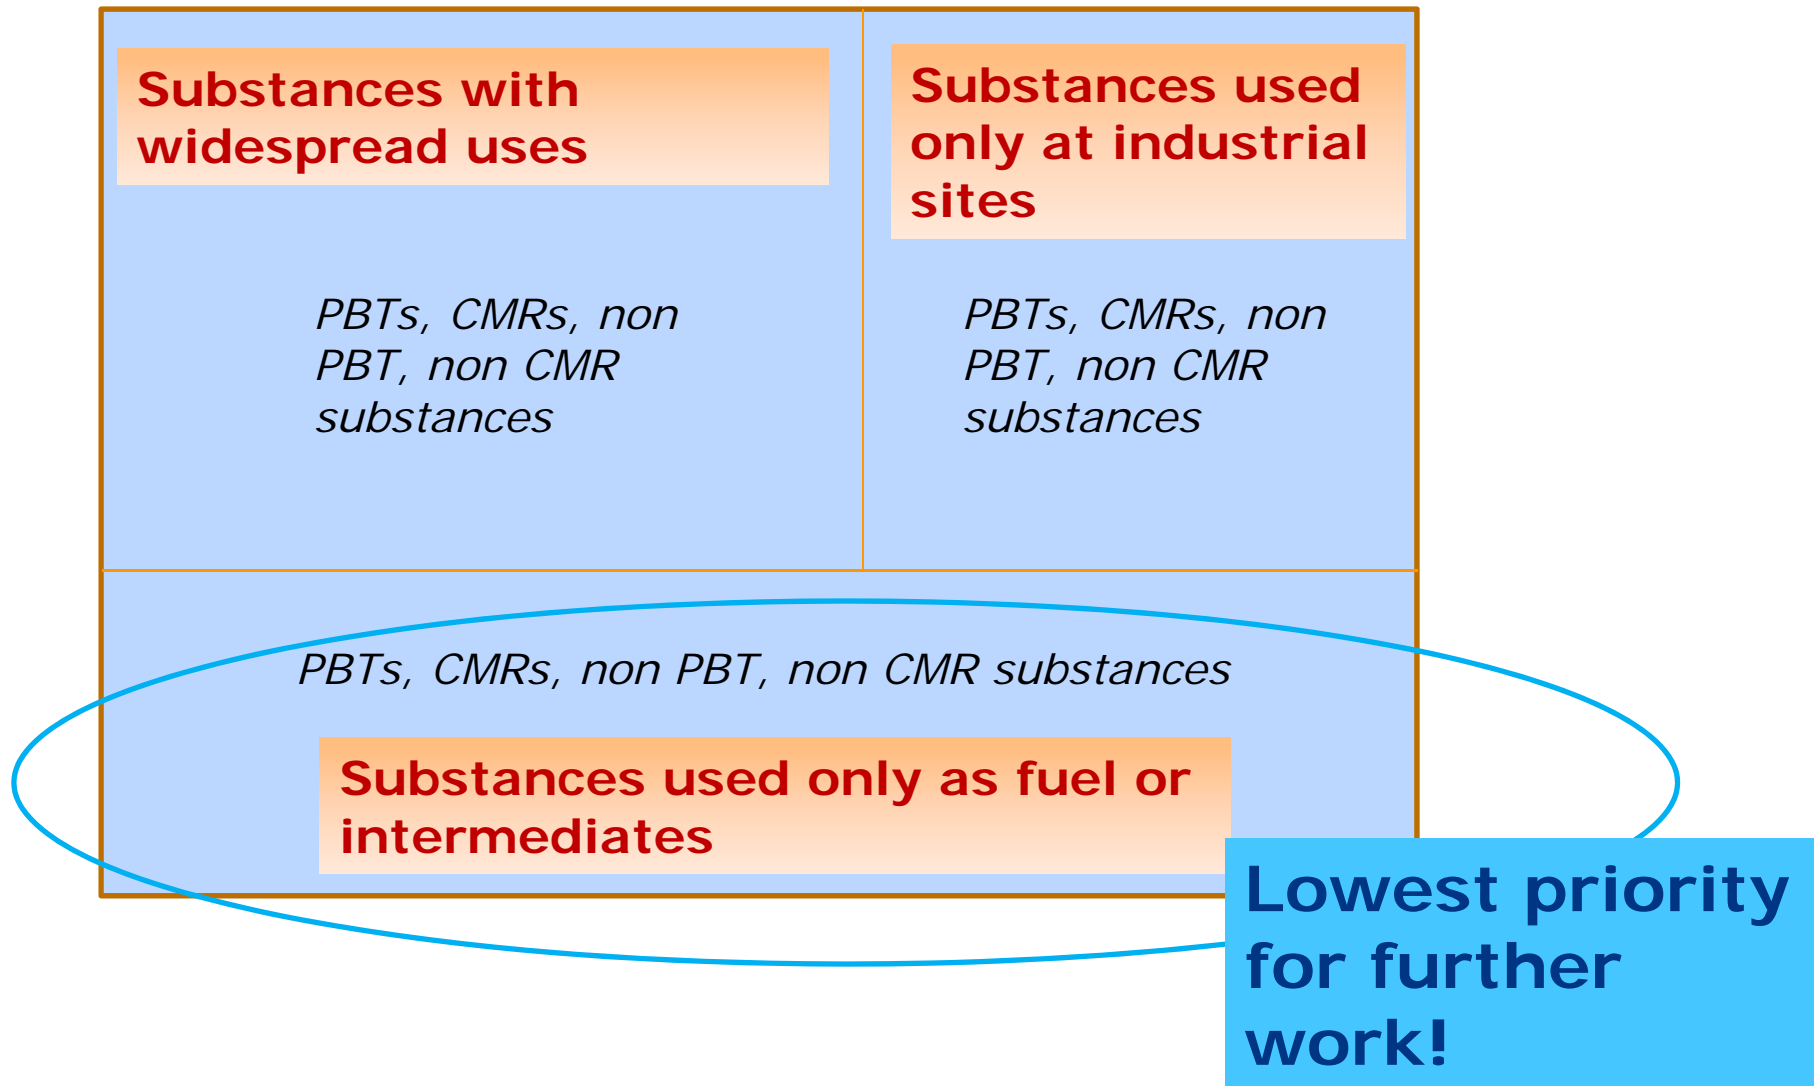 Substances with
widespread uses
Substances used
only at industrial
sites
PBTs, CMRs, non
PBT, non CMR
substances
PBTs, CMRs, non
PBT, non CMR
substances
PBTs, CMRs, non PBT, non CMR substances
Substances used only as fuel or
intermediates
Lowest priority
for further
work!